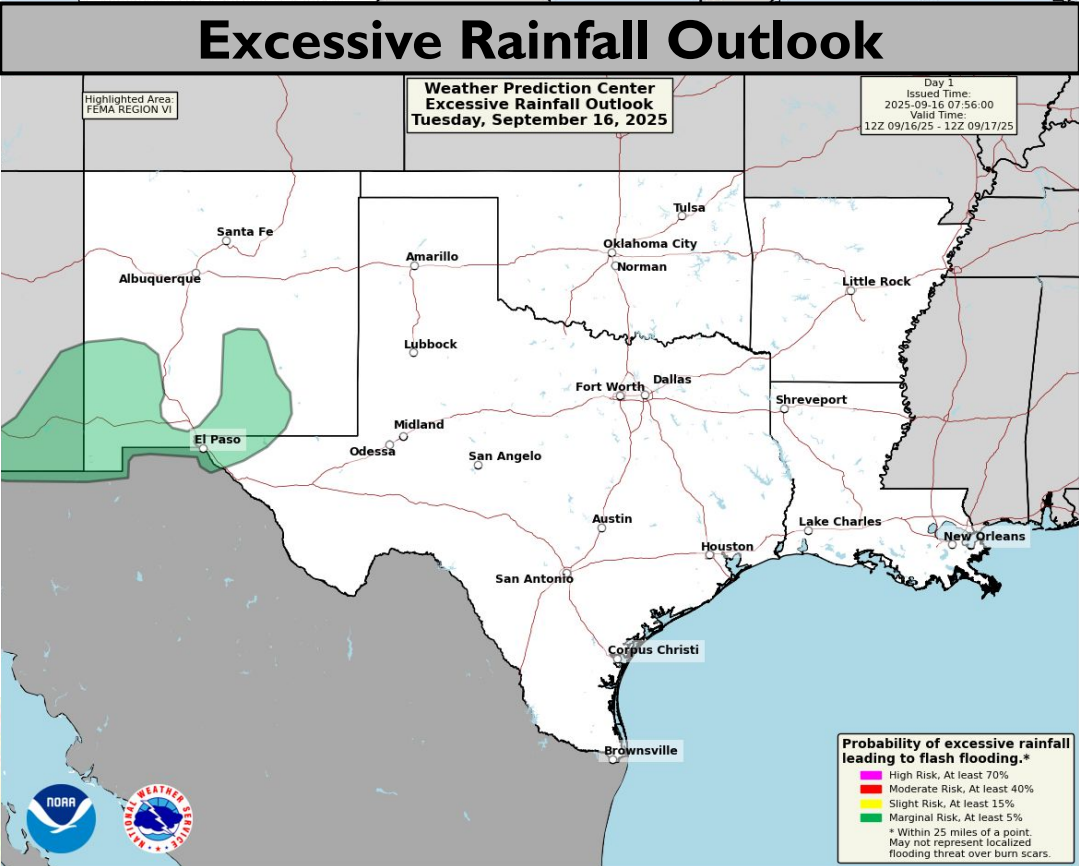 Excessive Rainfall Outlook
Highlighted Area:
FEMA REGION VI
Weather Prediction Center
Excessive Rainfall Outlook
Tuesday, September 16, 2025
Day 1
Issued Time:
2025-09-16 07:56:00
Valid Time:
12Z 09/16/25 - 12Z 09/17/25
Tulsa
Santa Fe
Oklahoma City
Amarillo
Norman
Albuquerque
Little Rock
Lubbock
Fort Worth
Dallas
Shreveport
Midland
El Paso
Odessa
San Angelo
Austin
Lake Charles
New Orleans
Houston
San Antonio
Corpus Christi
Brownsville
Probability of excessive rainfall
leading to flash flooding.*
High Risk, At least 70%
Moderate Risk, At least 40%
Slight Risk, At least 15%
Marginal Risk, At least 5%
* Within 25 miles of a point.
May not represent localized
flooding threat over burn scars.
NOAA
NATIONAL WEATHER SERVICE